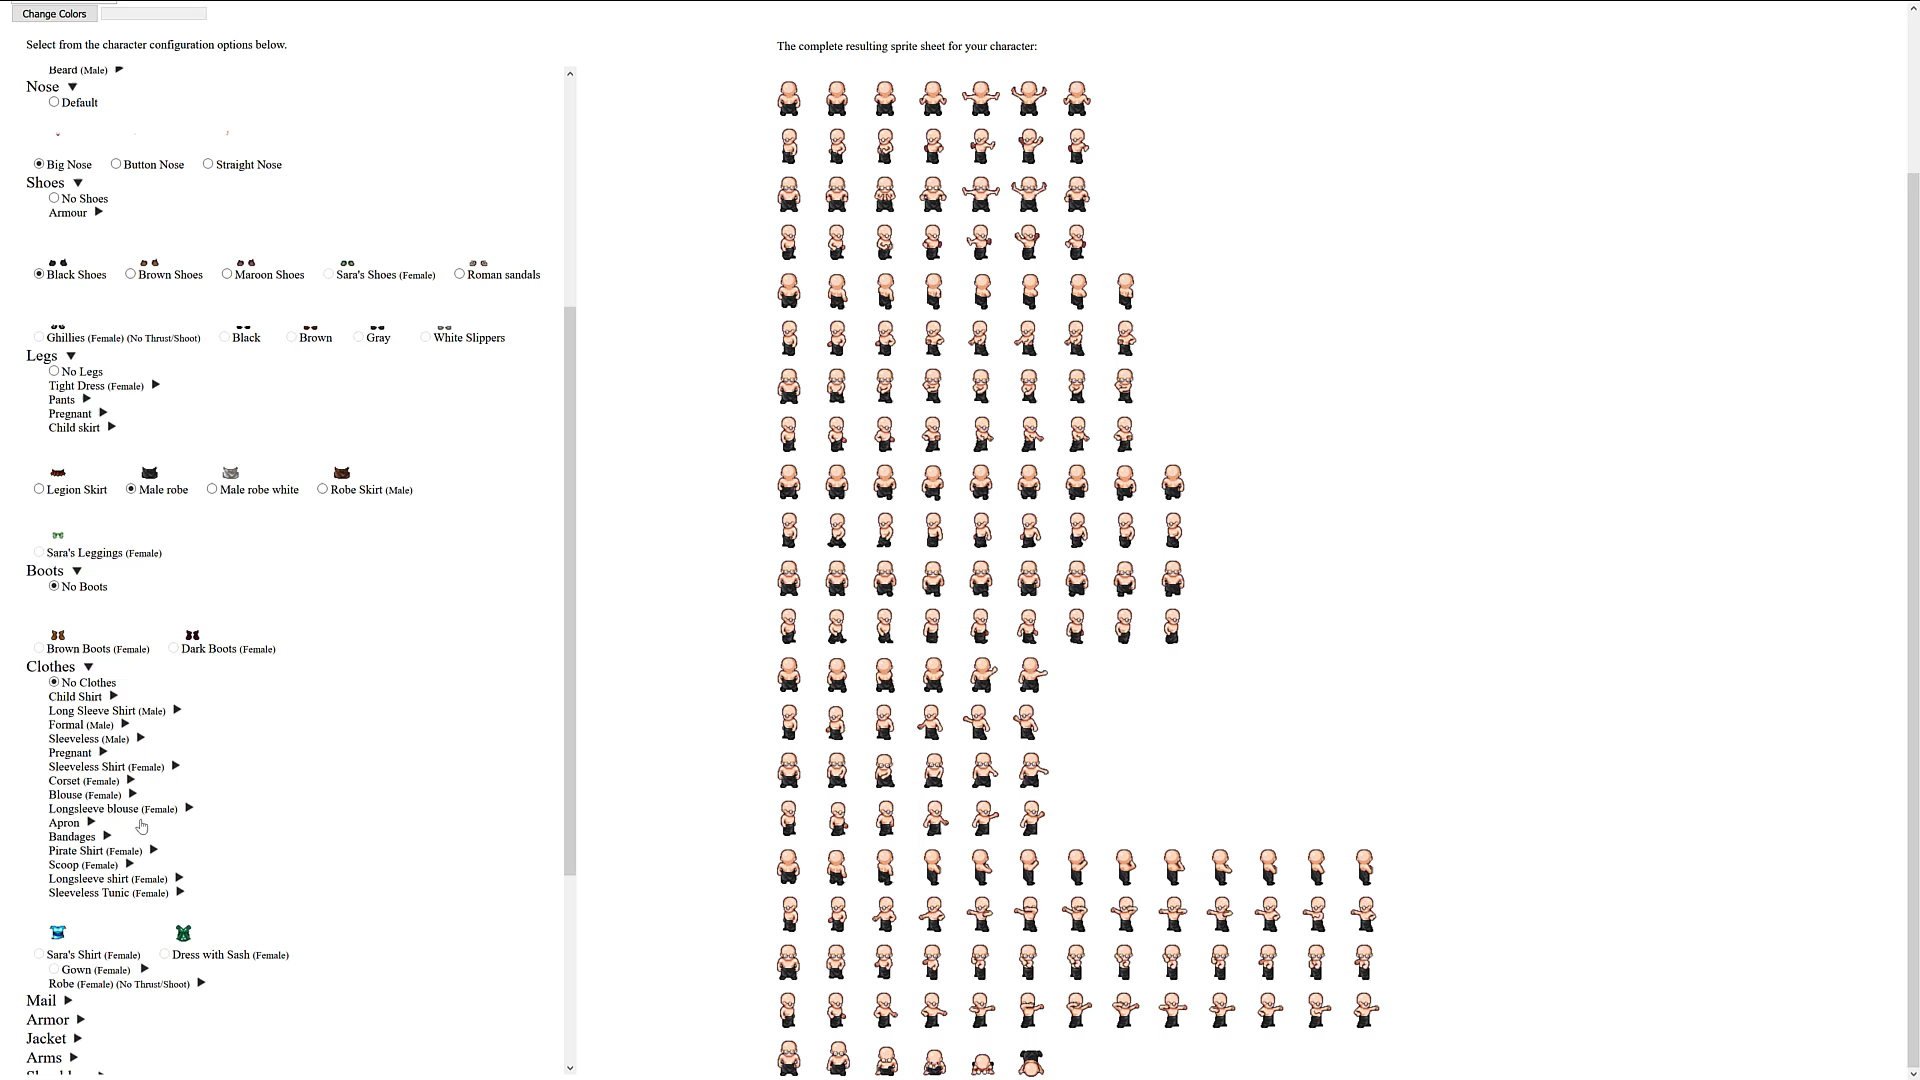 Change Colors
Select from the character configuration options below.
The complete resulting sprite sheet for your character:
Beard (Male)
Nose
Default
Big Nose Button Nose Straight Nose
Shoes
No Shoes
Armour
Black Shoes Brown Shoes Maroon Shoes Sara's Shoes (Female) Roman sandals
Ghillies (Female) (No Thrust/Shoot) Black Brown Gray White Slippers
Legs
No Legs
Tight Dress (Female)
Pants
Pregnant
Child skirt
Legion Skirt Male robe Male robe white Robe Skirt (Male)
Sara's Leggings (Female)
Boots
No Boots
Brown Boots (Female) Dark Boots (Female)
Clothes
No Clothes
Child Shirt
Long Sleeve Shirt (Male)
Formal (Male)
Sleeveless (Male)
Pregnant
Sleeveless Shirt (Female)
Corset (Female)
Blouse (Female)
Longsleeve blouse (Female)
Apron
Bandages
Pirate Shirt (Female)
Scoop (Female)
Longsleeve shirt (Female)
Sleeveless Tunic (Female)
Sara's Shirt (Female) Dress with Sash (Female)
Gown (Female)
Robe (Female) (No Thrust/Shoot)
Mail
Armor
Jacket
Arms